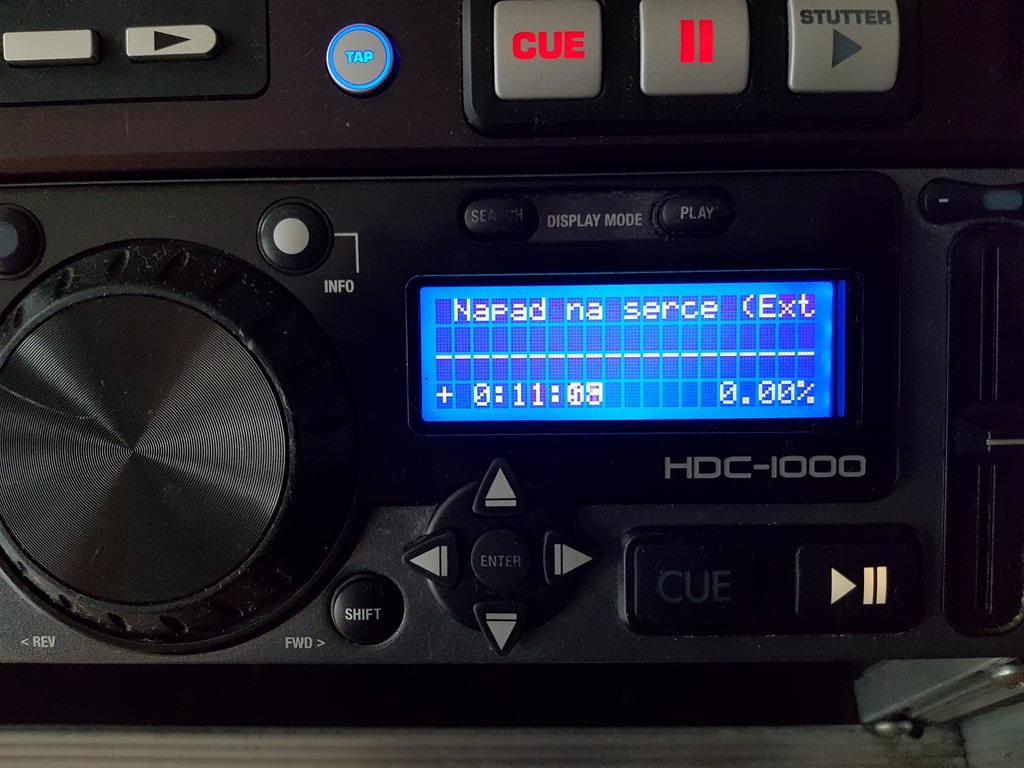 TAP
CUE
STUTTER
SEARCH
DISPLAY MODE
PLAY
INFO
Napad na serce (Ext
+ 0:11: 0.00%
HDC-1000
ENTER
CUE
SHIFT
< REV
FWD >